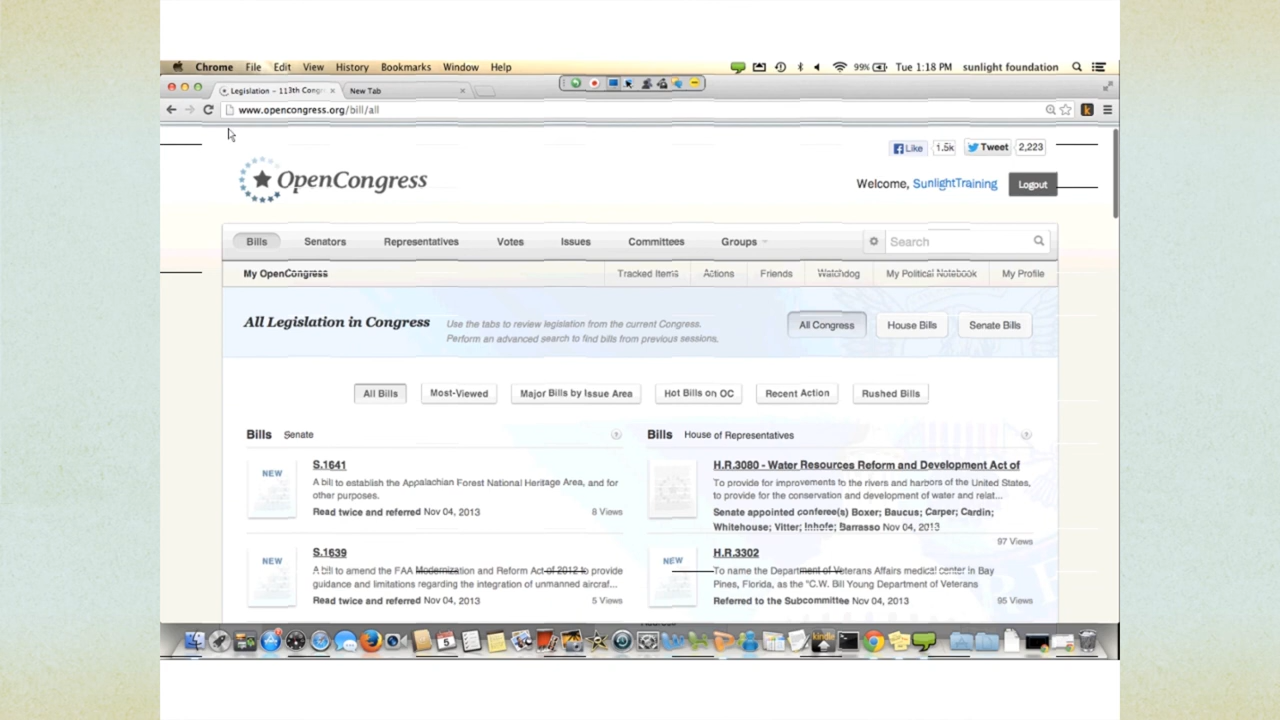 Chrome File Edit View History Bookmarks Window Help 99% Tue 1:18 PM sunlight foundation
Legislation - 113th Congr New Tab
www.opencongress.org/bill/all
Like 1.5k Tweet 2,223
OpenCongress
Welcome, SunlightTraining Logout
Bills Senators Representatives Votes Issues Committees Groups Search
My OpenCongress Tracked Items Actions Friends Watchdog My Political Notebook My Profile
All Legislation in Congress
Use the tabs to review legislation from the current Congress.
Perform an advanced search to find bills from previous sessions.
All Congress House Bills Senate Bills
All Bills Most-Viewed Major Bills by Issue Area Hot Bills on OC Recent Action Rushed Bills
Bills Senate
NEW
S.1641
A bill to establish the Appalachian Forest National Heritage Area, and for
other purposes.
Read twice and referred Nov 04, 2013 8 Views
NEW
S.1639
A bill to amend the FAA Modernization and Reform Act of 2012 to provide
guidance and limitations regarding the integration of unmanned aircraf...
Read twice and referred Nov 04, 2013 5 Views
Bills House of Representatives
H.R.3080 - Water Resources Reform and Development Act of
To provide for improvements to the rivers and harbors of the United States,
to provide for the conservation and development of water and relat...
Senate appointed conferee(s) Boxer; Baucus; Carper; Cardin;
Whitehouse; Vitter; Inhofe; Barrasso Nov 04, 2013
97 Views
NEW
H.R.3302
To name the Department of Veterans Affairs medical center in Bay
Pines, Florida, as the "C.W. Bill Young Department of Veterans
Referred to the Subcommittee Nov 04, 2013 95 Views
5
kindle